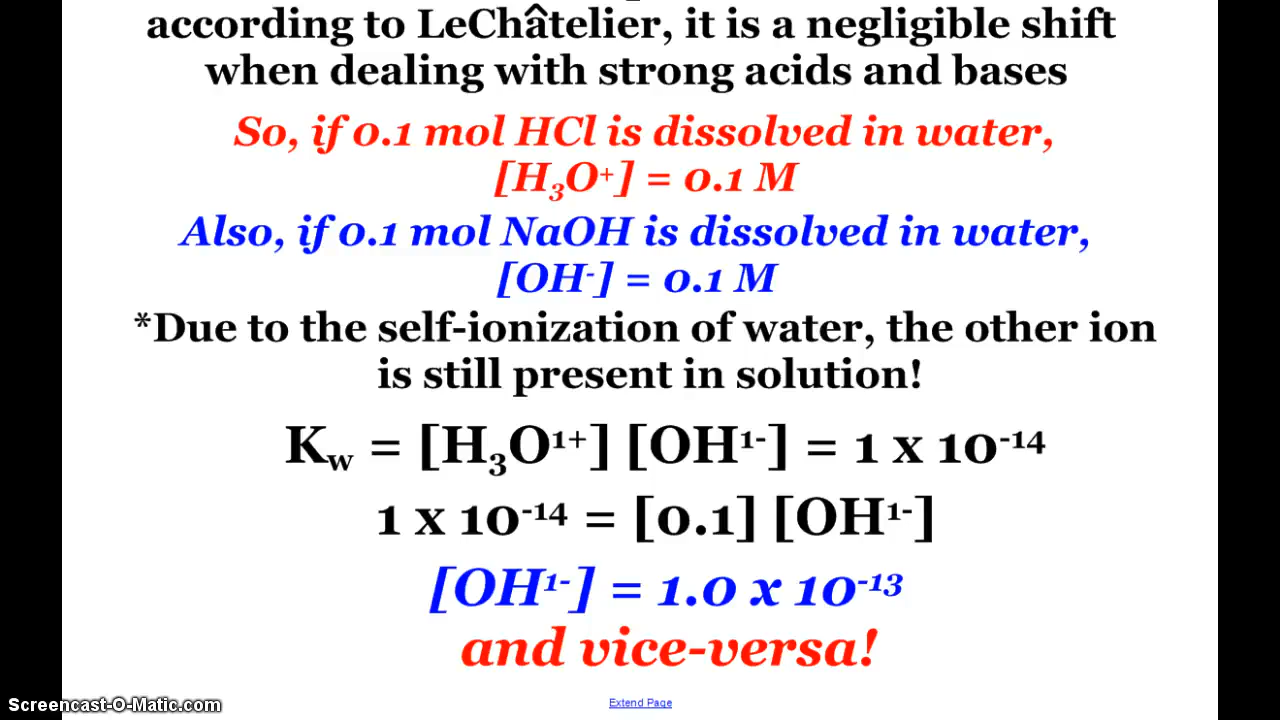 according to LeChâtelier, it is a negligible shift
when dealing with strong acids and bases
So, if 0.1 mol HCl is dissolved in water,
[H₃O⁺] = 0.1 M
Also, if 0.1 mol NaOH is dissolved in water,
[OH⁻] = 0.1 M
*Due to the self-ionization of water, the other ion
is still present in solution!
K_w = [H₃O¹⁺] [OH¹⁻] = 1 x 10⁻¹⁴
1 x 10⁻¹⁴ = [0.1] [OH¹⁻]
[OH¹⁻] = 1.0 x 10⁻¹³
and vice-versa!
Extend Page
Screencast-O-Matic.com